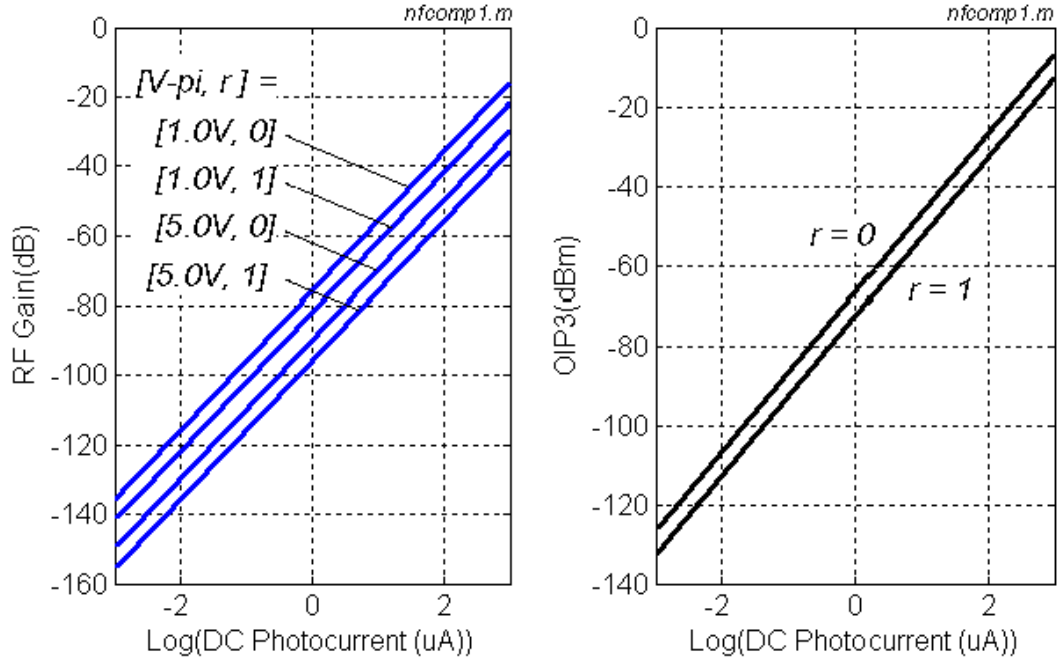 nfcomp1.m
0
-20
-40
-60
-80
-100
-120
-140
-160
RF Gain(dB)
[V-pi, r ] =
[1.0V, 0]
[1.0V, 1]
[5.0V, 0]
[5.0V, 1]
-2
0
2
Log(DC Photocurrent (uA))
nfcomp1.m
0
-20
-40
-60
-80
-100
-120
-140
OIP3(dBm)
r = 0
r = 1
-2
0
2
Log(DC Photocurrent (uA))